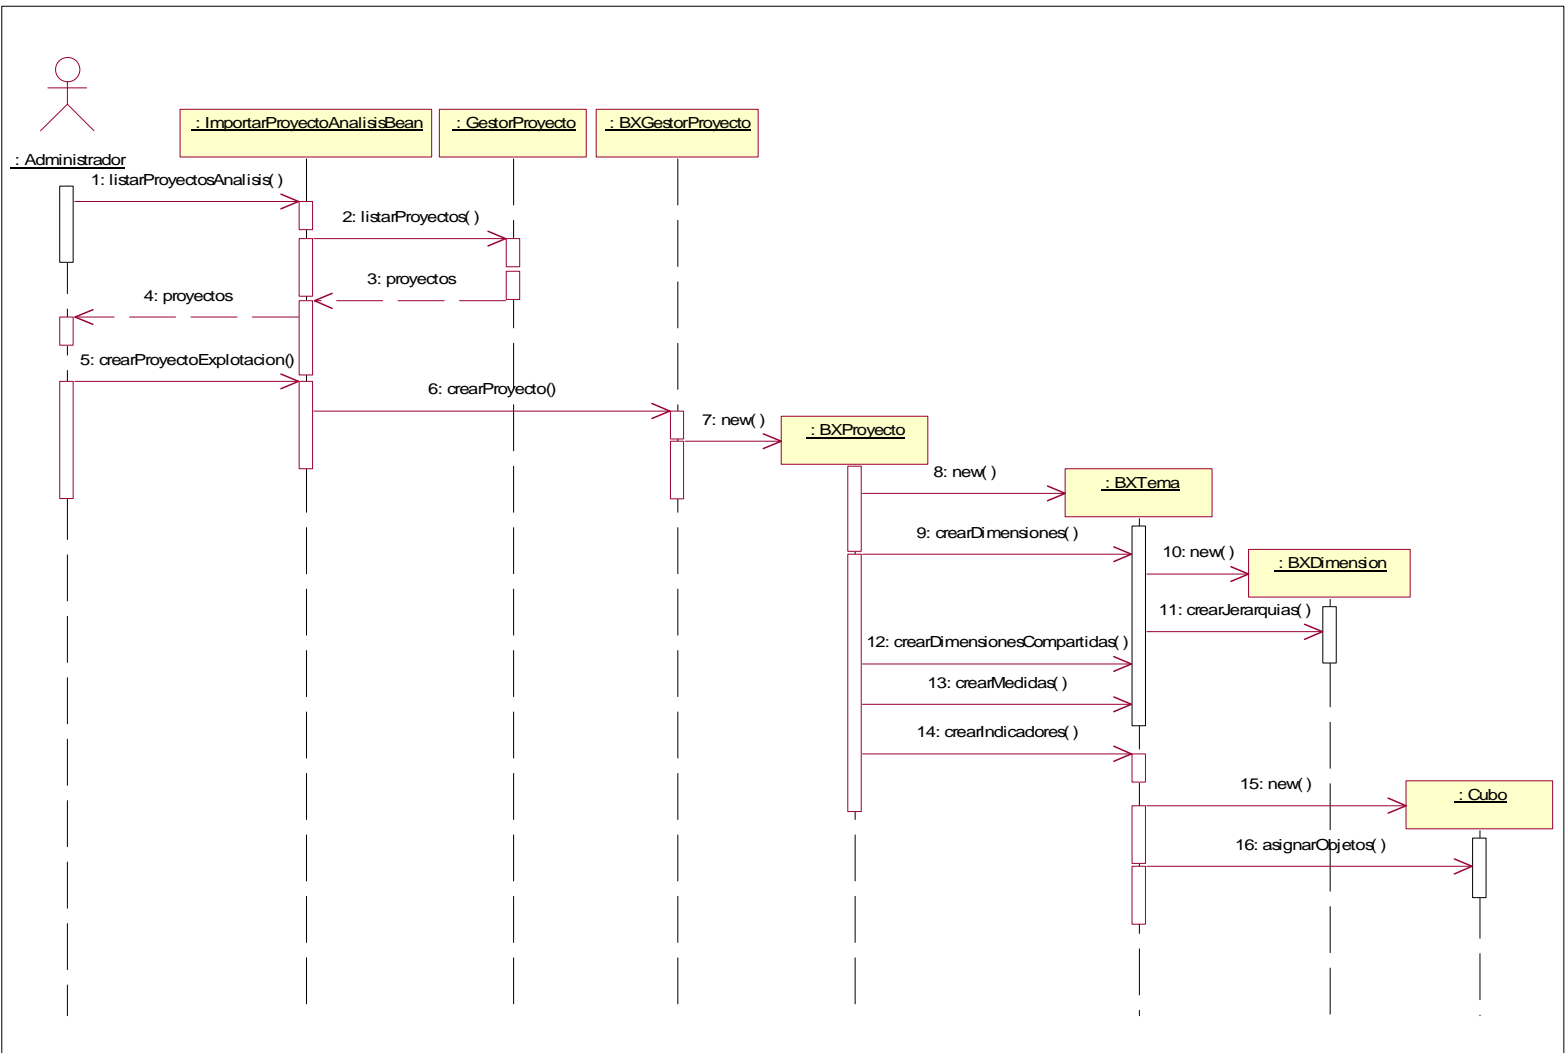 : ImportarProyectoAnalisisBean
: GestorProyecto
: BXGestorProyecto
: Administrador
1: listarProyectosAnalisis( )
2: listarProyectos( )
3: proyectos
4: proyectos
5: crearProyectoExplotacion()
6: crearProyecto()
7: new( )
: BXProyecto
8: new( )
: BXTema
9: crearDimensiones( )
10: new( )
: BXDimension
11: crearJerarquias( )
12: crearDimensionesCompartidas( )
13: crearMedidas( )
14: crearIndicadores( )
15: new( )
: Cubo
16: asignarObjetos( )